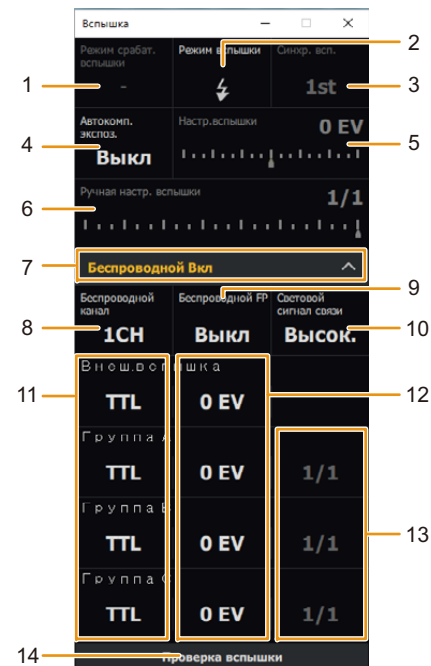 Вспышка
Режим срабат.
вспышки
-
Режим вспышки
Синхр. всп.
1st
Автокомп.
экспоз.
Выкл
Настр.вспышки
0 EV
Ручная настр. вспышки
1/1
Беспроводной Вкл
Беспроводной
канал
1CH
Беспроводной FP
Выкл
Световой
сигнал связи
Высок.
Внеш.вспышка
TTL
0 EV
Группа A
TTL
0 EV
1/1
Группа B
TTL
0 EV
1/1
Группа C
TTL
0 EV
1/1
Проверка вспышки
1
2
3
4
5
6
7
8
9
10
11
12
13
14